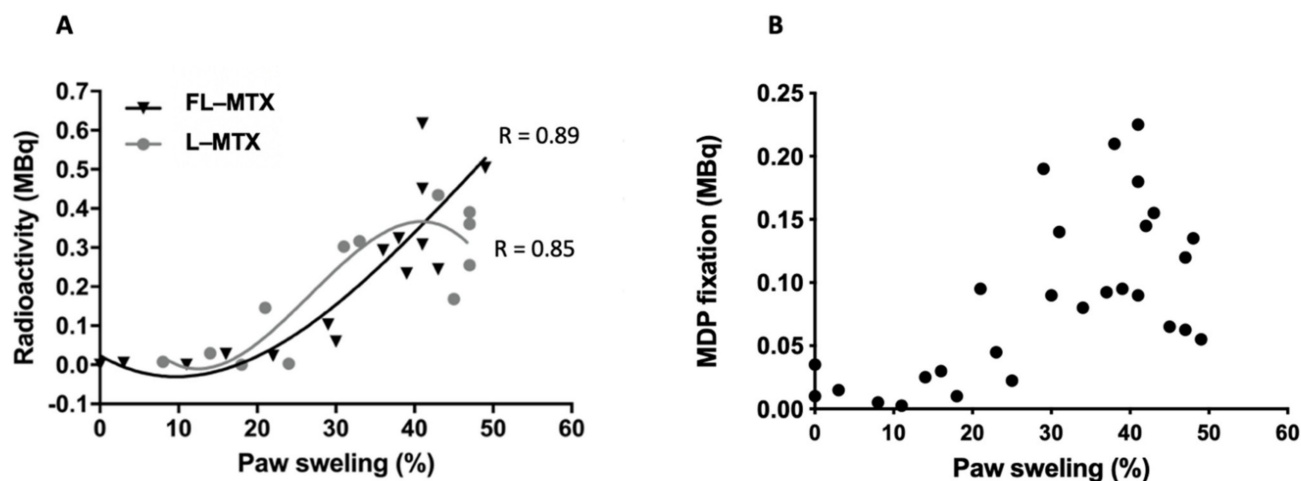 A
Radioactivity (MBq)
0.7
0.6
0.5
0.4
0.3
0.2
0.1
0.0
-0.1
FL–MTX
L–MTX
R = 0.89
R = 0.85
0 10 20 30 40 50 60
Paw sweling (%)
B
MDP fixation (MBq)
0.25
0.20
0.15
0.10
0.05
0.00
0 10 20 30 40 50 60
Paw sweling (%)